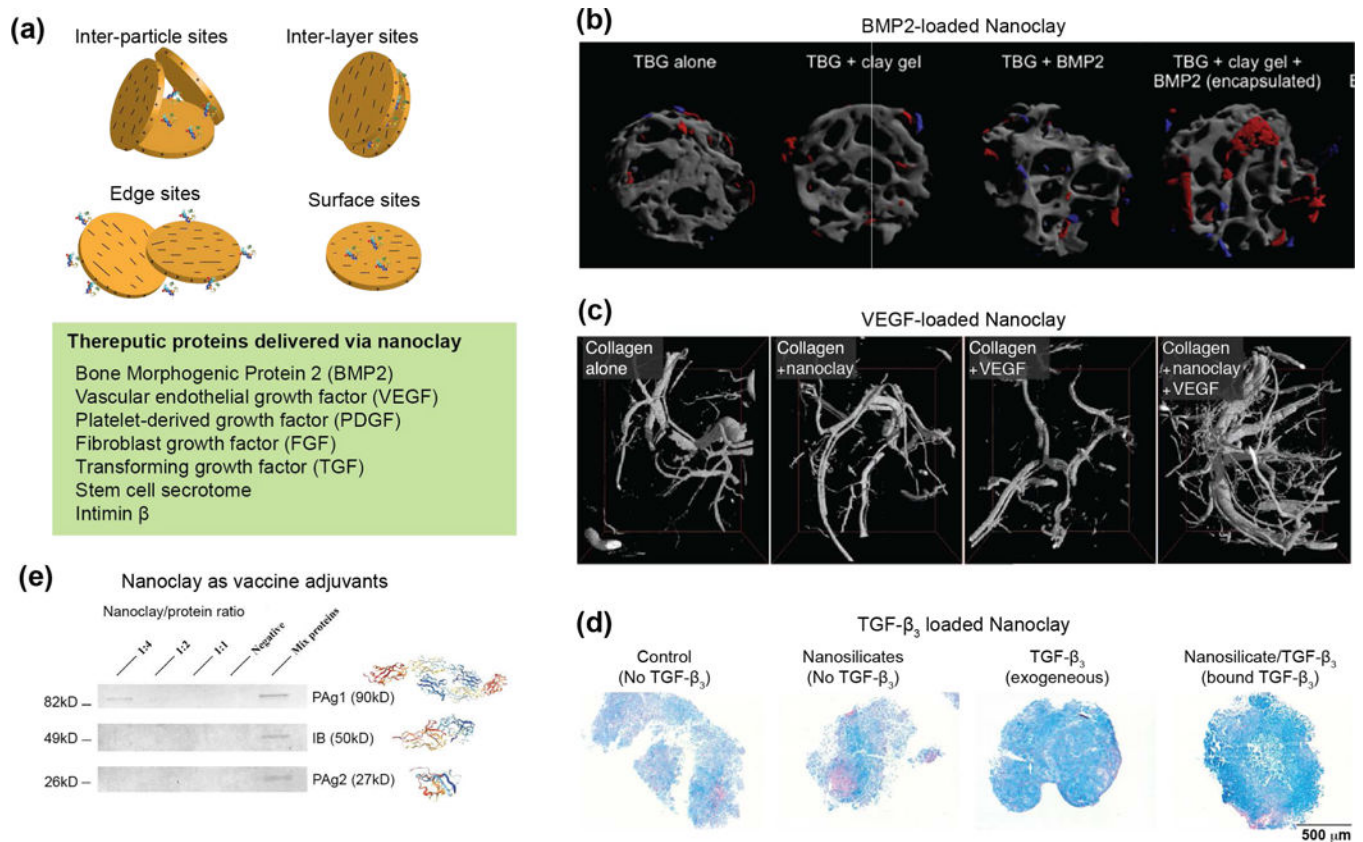 (a)
Inter-particle sites
Inter-layer sites
Edge sites
Surface sites
Thereputic proteins delivered via nanoclay
Bone Morphogenic Protein 2 (BMP2)
Vascular endothelial growth factor (VEGF)
Platelet-derived growth factor (PDGF)
Fibroblast growth factor (FGF)
Transforming growth factor (TGF)
Stem cell secrotome
Intimin β
(b)
BMP2-loaded Nanoclay
TBG alone
TBG + clay gel
TBG + BMP2
TBG + clay gel +
BMP2 (encapsulated)
(c)
VEGF-loaded Nanoclay
Collagen
alone
Collagen
+nanoclay
Collagen
+VEGF
Collagen
+nanoclay
+VEGF
(d)
TGF-β₃ loaded Nanoclay
Control
(No TGF-β₃)
Nanosilicates
(No TGF-β₃)
TGF-β₃
(exogeneous)
Nanosilicate/TGF-β₃
(bound TGF-β₃)
500 μm
(e)
Nanoclay as vaccine adjuvants
Nanoclay/protein ratio
1:4
1:2
1:1
Negative
Mix proteins
82kD
PAg1 (90kD)
49kD
IB (50kD)
26kD
PAg2 (27kD)